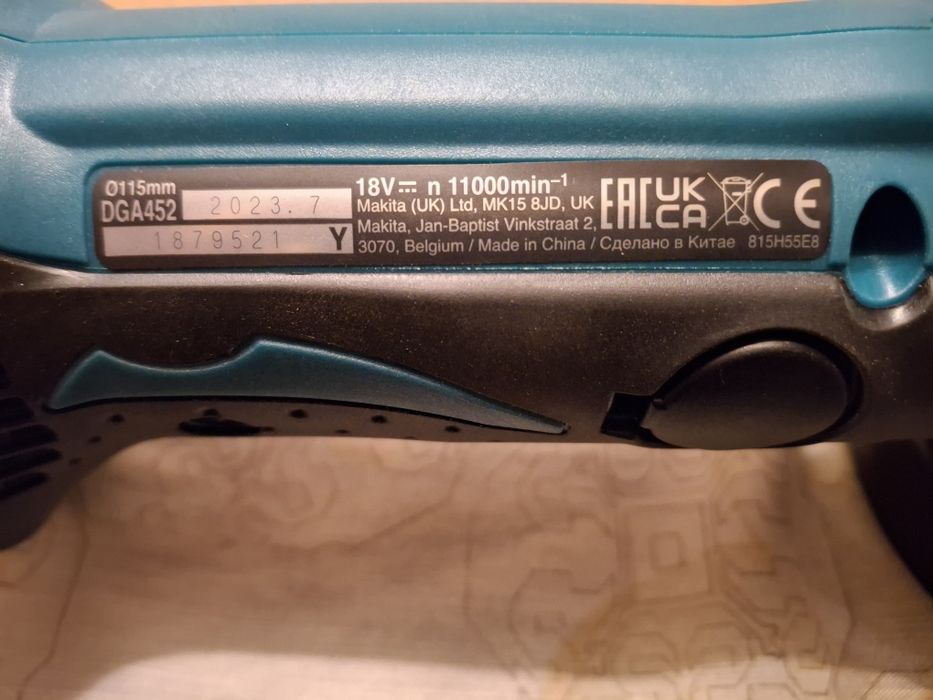 Ø115mm
DGA452 2023.7
1879521 Y
18V⎓ n 11000min⁻¹
Makita (UK) Ltd, MK15 8JD, UK
Makita, Jan-Baptist Vinkstraat 2,
3070, Belgium / Made in China / Сделано в Китае 815H55E8
EAC UK
CA
CE